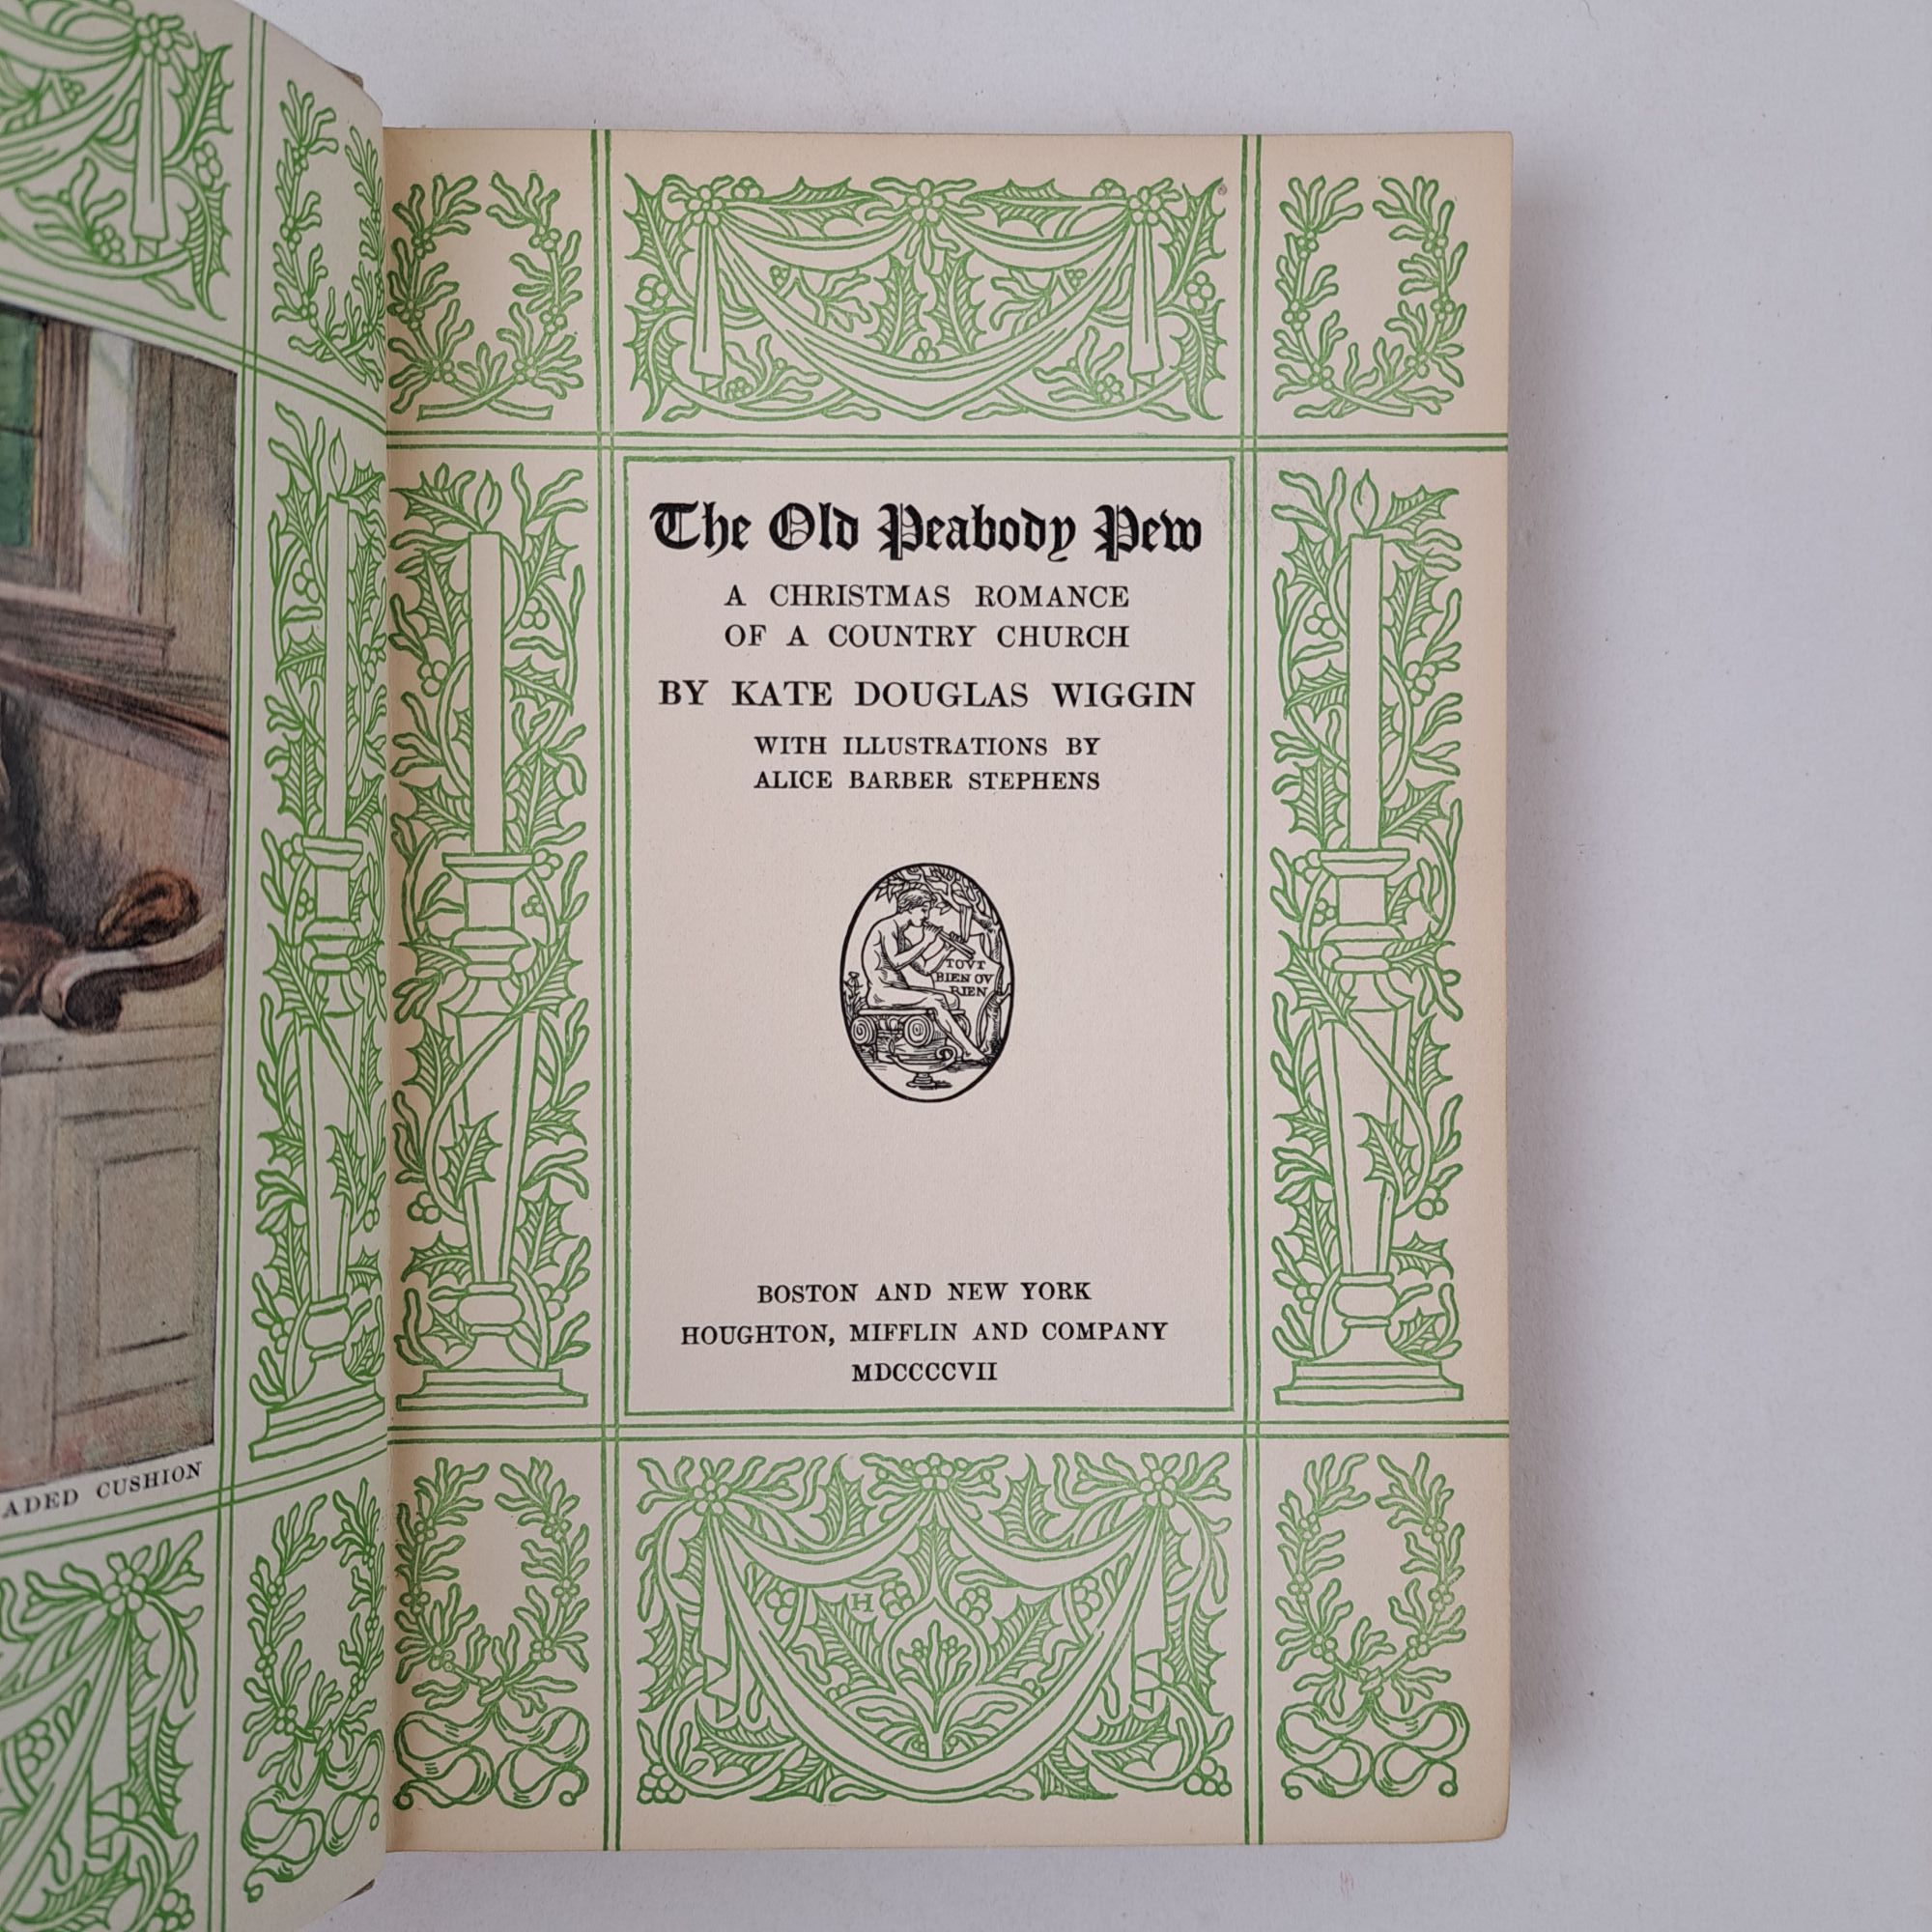 ADED CUSHION
The Old Peabody Pew
A CHRISTMAS ROMANCE
OF A COUNTRY CHURCH
BY KATE DOUGLAS WIGGIN
WITH ILLUSTRATIONS BY
ALICE BARBER STEPHENS
TOVT
BIEN OV
RIEN
BOSTON AND NEW YORK
HOUGHTON, MIFFLIN AND COMPANY
MDCCCCVII
H